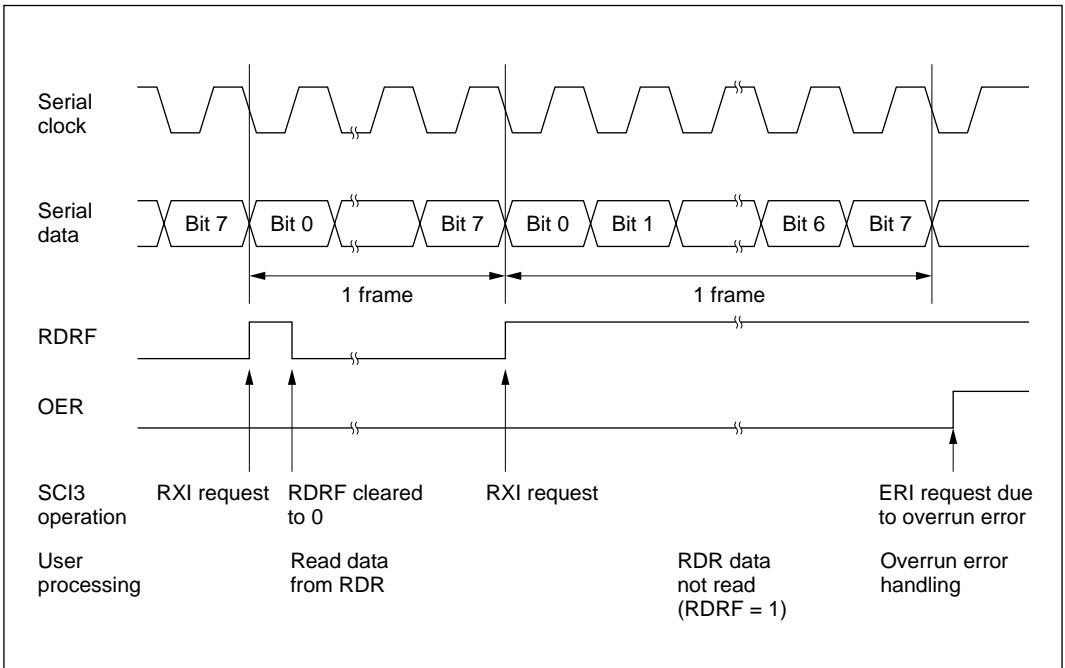 Serial
clock
Serial
data
Bit 7 Bit 0 Bit 7 Bit 0 Bit 1 Bit 6 Bit 7
1 frame 1 frame
RDRF
OER
SCI3
operation
RXI request
RDRF cleared
to 0
RXI request
ERI request due
to overrun error
User
processing
Read data
from RDR
RDR data
not read
(RDRF = 1)
Overrun error
handling